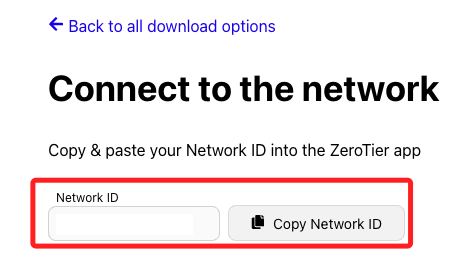 ← Back to all download options
Connect to the network
Copy & paste your Network ID into the ZeroTier app
Network ID
Copy Network ID